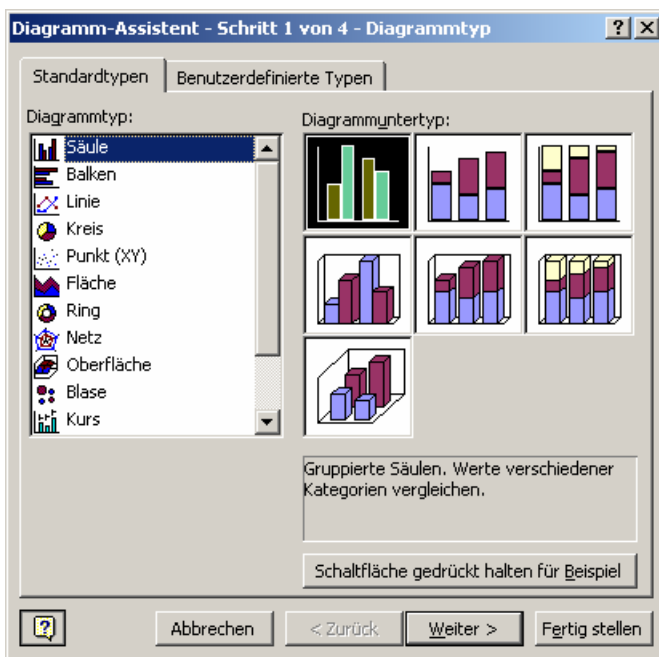 Diagramm-Assistent - Schritt 1 von 4 - Diagrammtyp
Standardtypen
Benutzerdefinierte Typen
Diagrammtyp:
Säule
Balken
Linie
Kreis
Punkt (XY)
Fläche
Ring
Netz
Oberfläche
Blase
Kurs
Diagrammuntertyp:
Gruppierte Säulen. Werte verschiedener
Kategorien vergleichen.
Schaltfläche gedrückt halten für Beispiel
Abbrechen
< Zurück
Weiter >
Fertig stellen